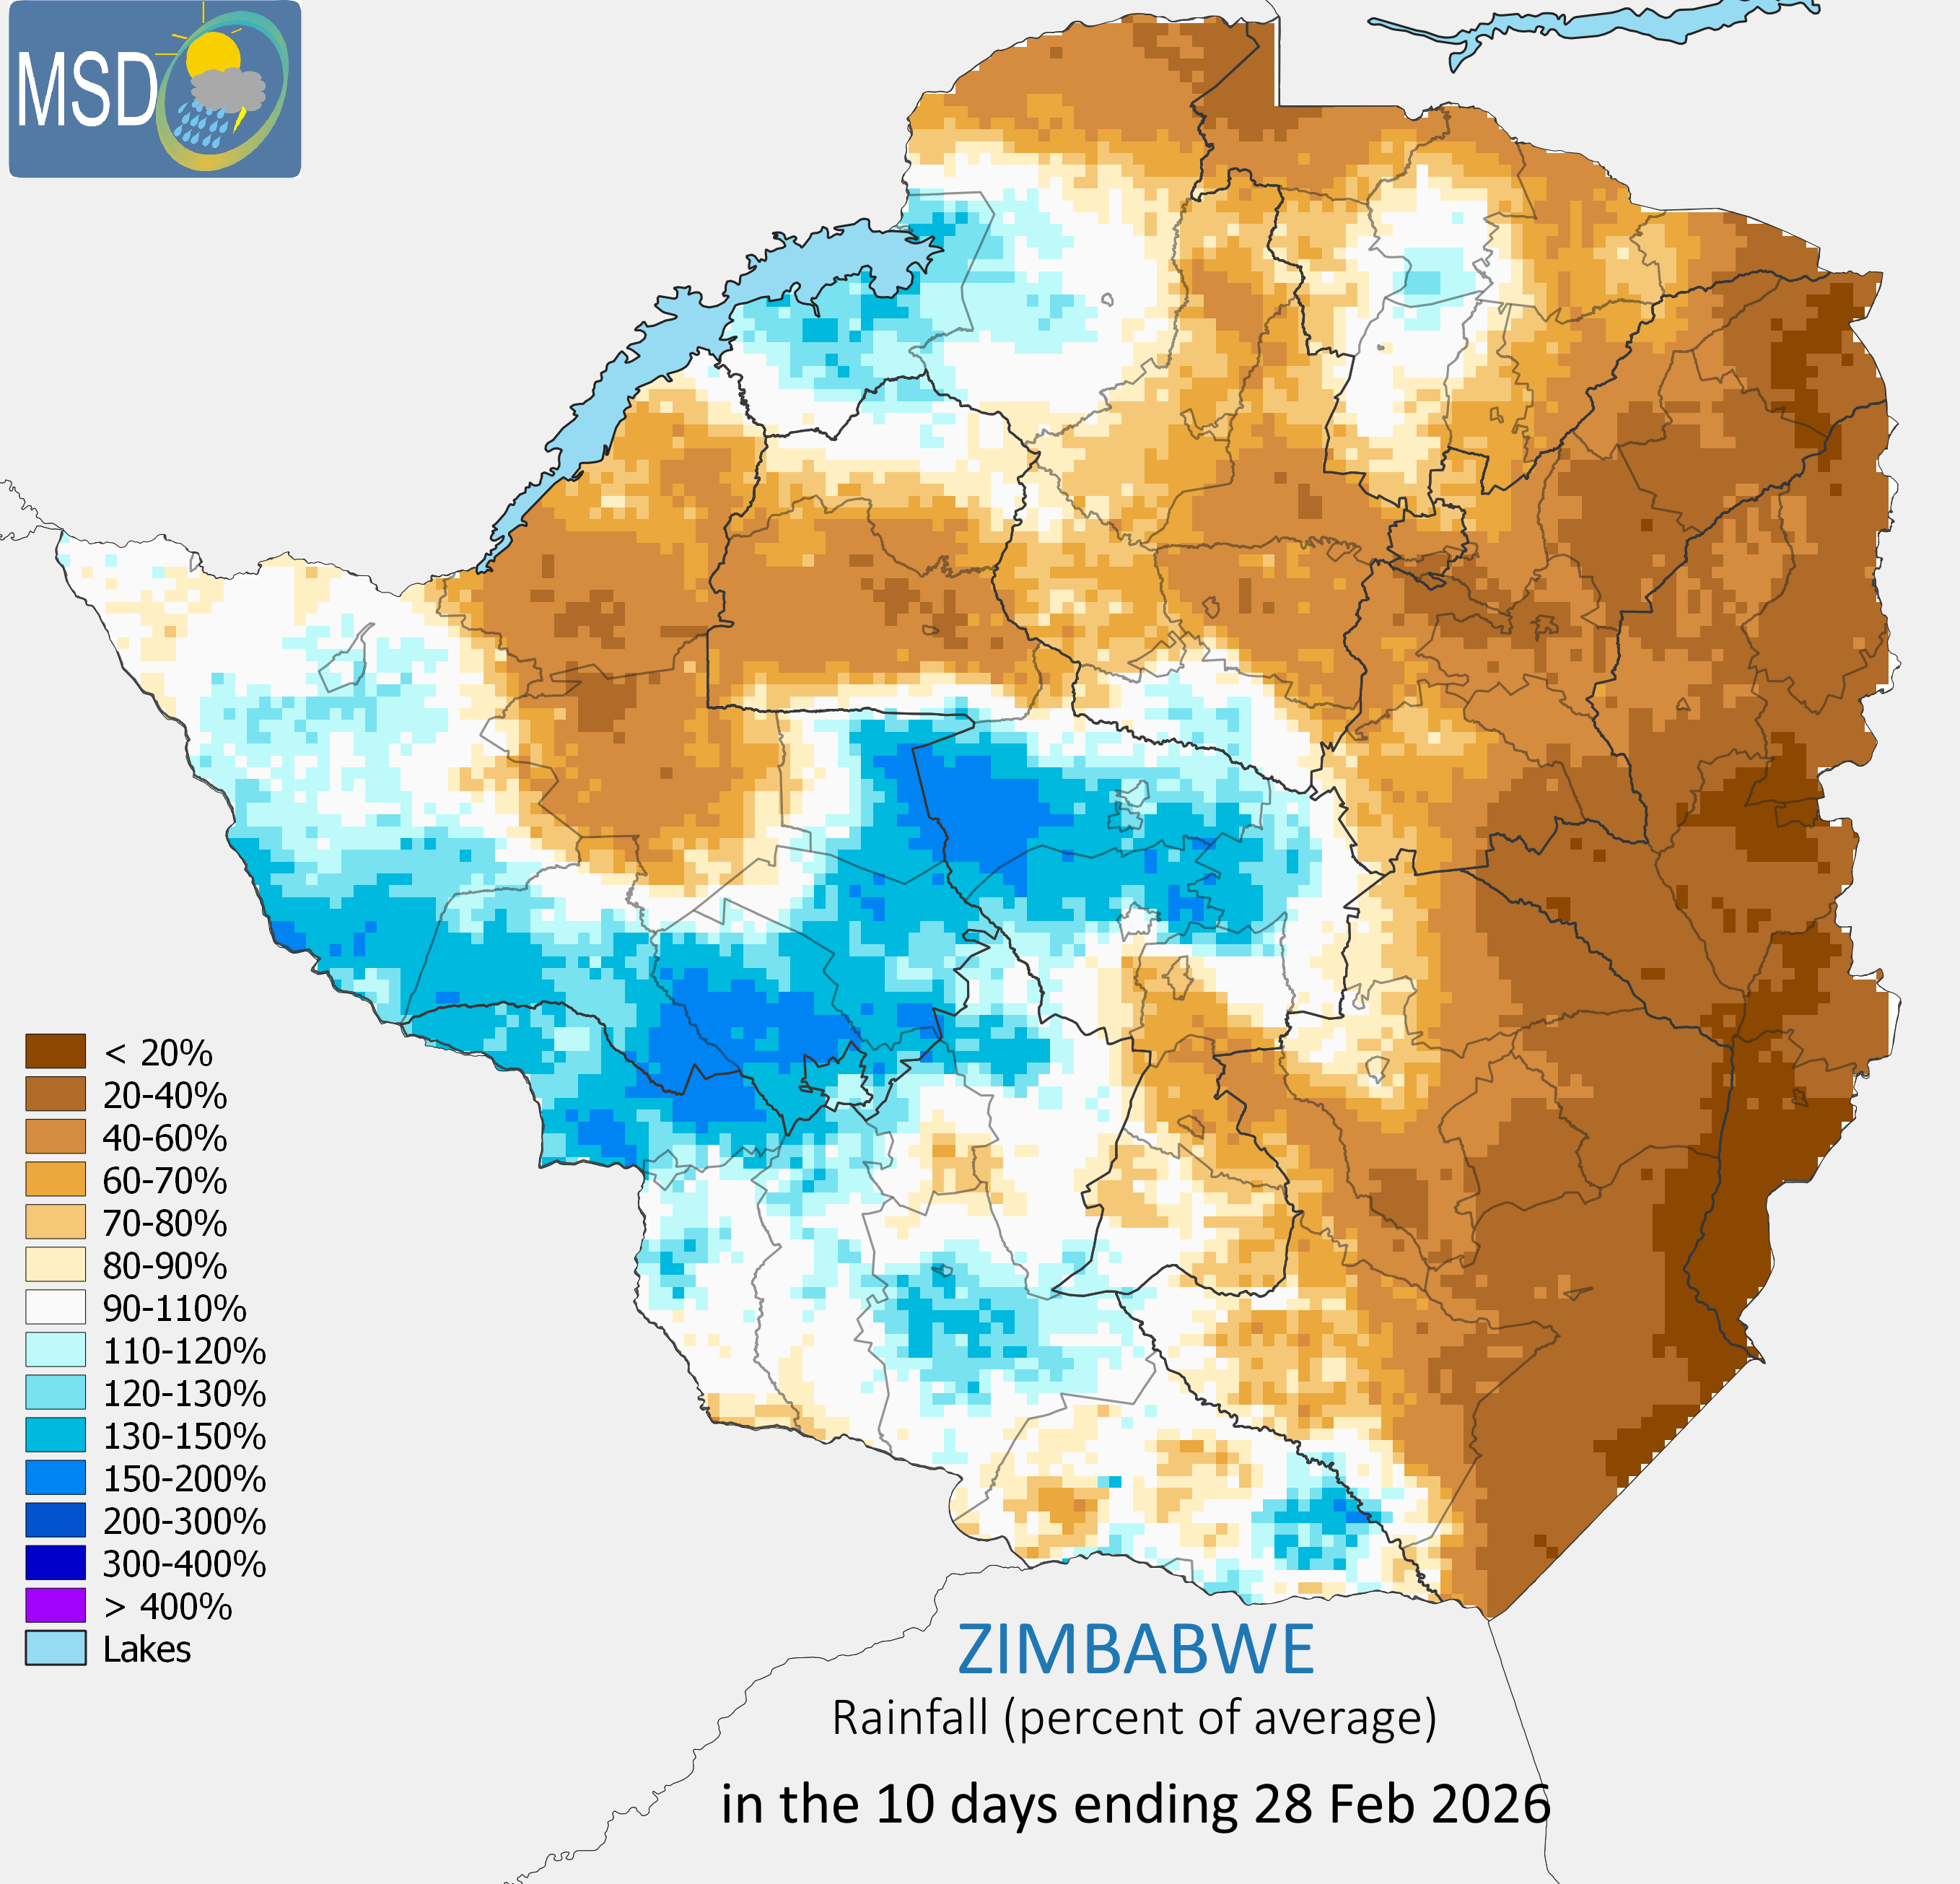 MSD
< 20%
20-40%
40-60%
60-70%
70-80%
80-90%
90-110%
110-120%
120-130%
130-150%
150-200%
200-300%
300-400%
> 400%
Lakes
ZIMBABWE
Rainfall (percent of average)
in the 10 days ending 28 Feb 2026